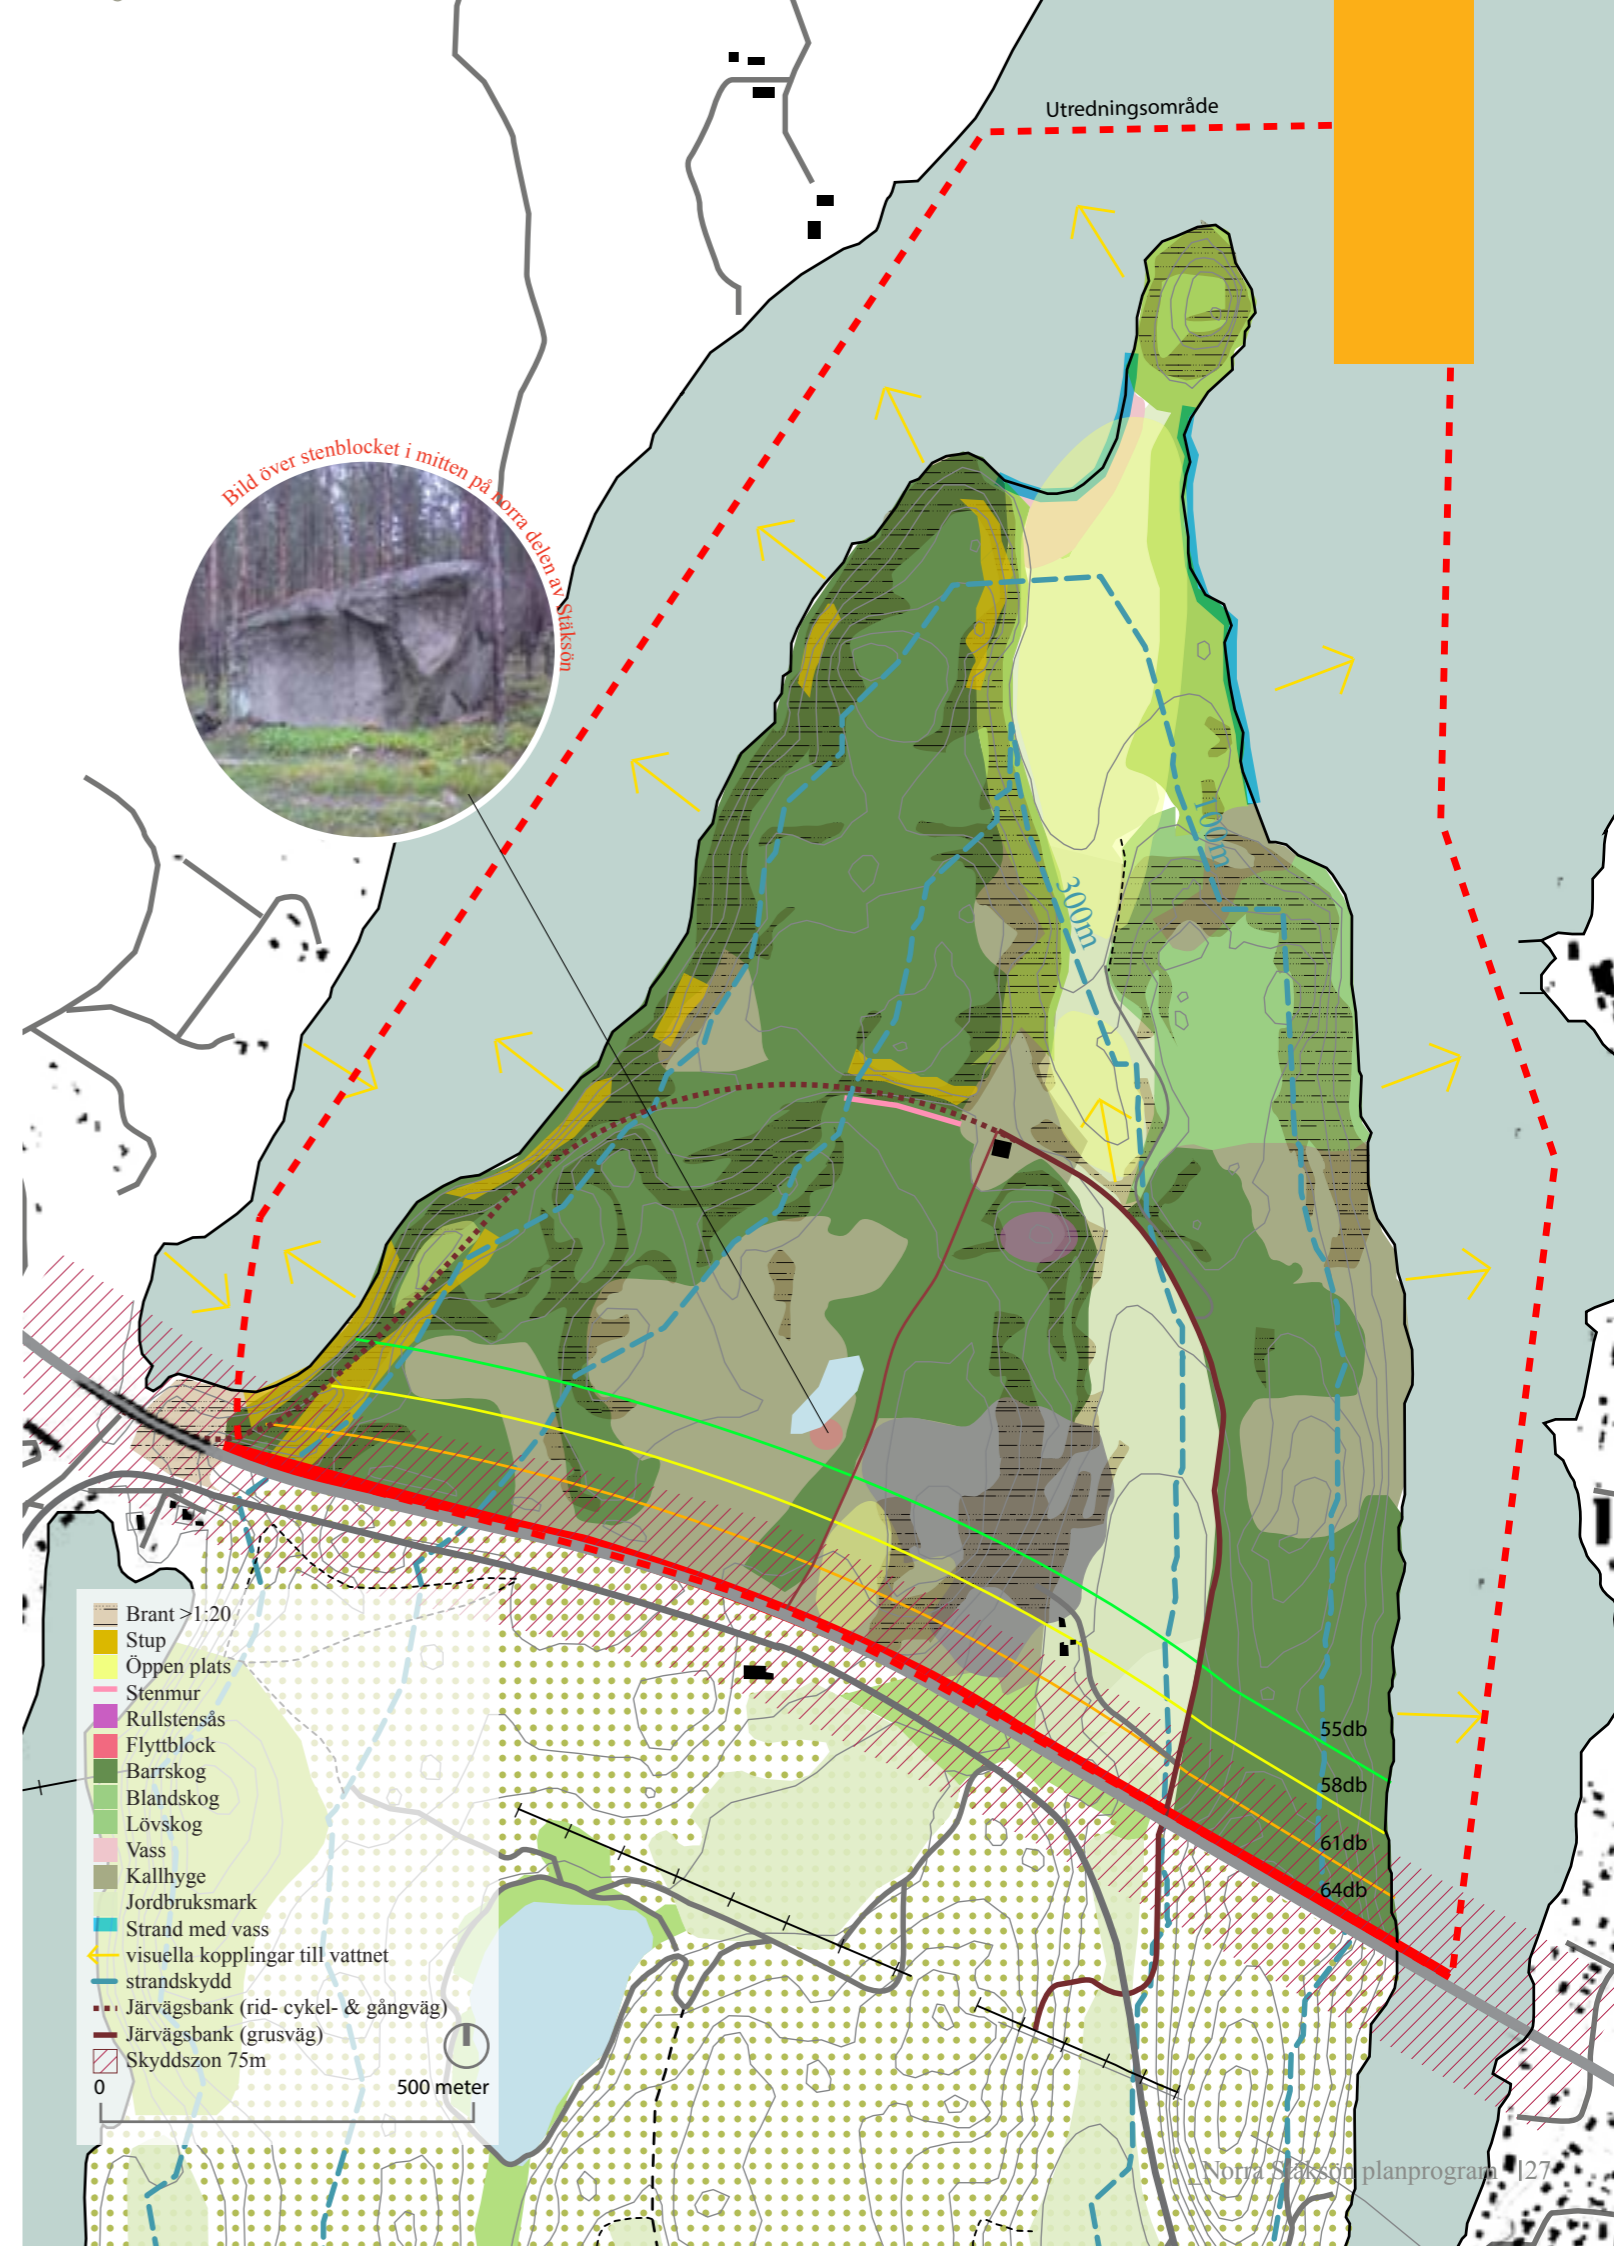 Utredningsområde
Bild över stenblocket i mitten på norra delen av Stäksön
100m
300m
55db
58db
61db
64db
Brant >1:20
Stup
Öppen plats
Stenmur
Rullstensås
Flyttblock
Barrskog
Blandskog
Lövskog
Vass
Kallhyge
Jordbruksmark
Strand med vass
visuella kopplingar till vattnet
strandskydd
Järvägsbank (rid- cykel- & gångväg)
Järvägsbank (grusväg)
Skyddszon 75m
0 500 meter
Norra Stäksön planprogram |27